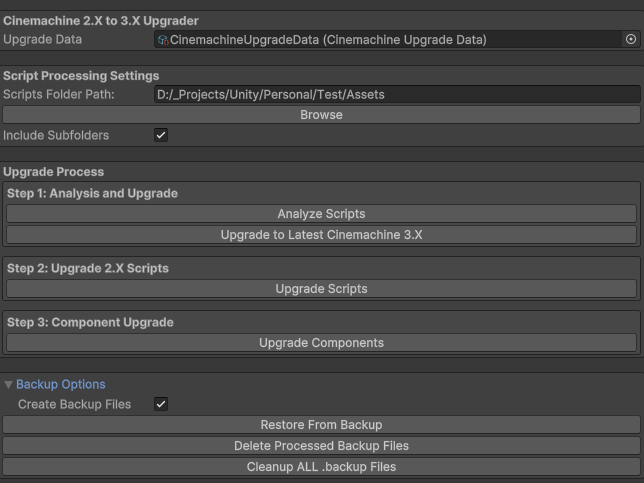 Cinemachine 2.X to 3.X Upgrader
Upgrade Data CinemachineUpgradeData (Cinemachine Upgrade Data)
Script Processing Settings
Scripts Folder Path: D:/_Projects/Unity/Personal/Test/Assets
Browse
Include Subfolders
Upgrade Process
Step 1: Analysis and Upgrade
Analyze Scripts
Upgrade to Latest Cinemachine 3.X
Step 2: Upgrade 2.X Scripts
Upgrade Scripts
Step 3: Component Upgrade
Upgrade Components
Backup Options
Create Backup Files
Restore From Backup
Delete Processed Backup Files
Cleanup ALL .backup Files